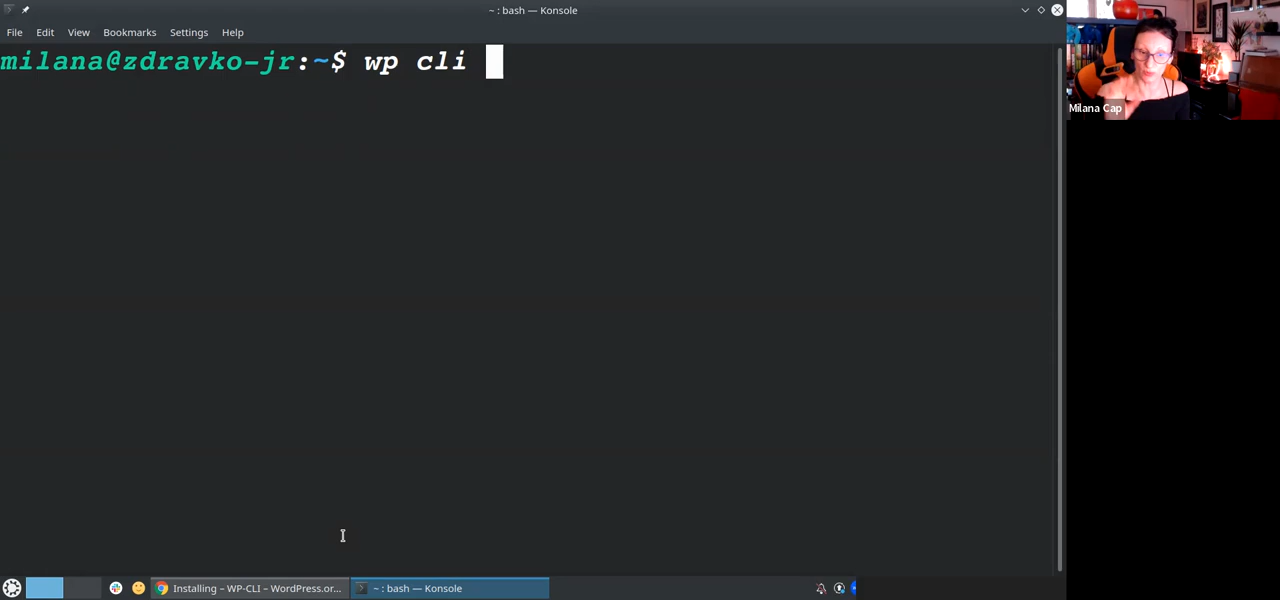 ~ : bash — Konsole
File Edit View Bookmarks Settings Help
milana@zdravko-jr:~$ wp cli
Milana Cap
Installing – WP-CLI – WordPress.or...
~ : bash — Konsole